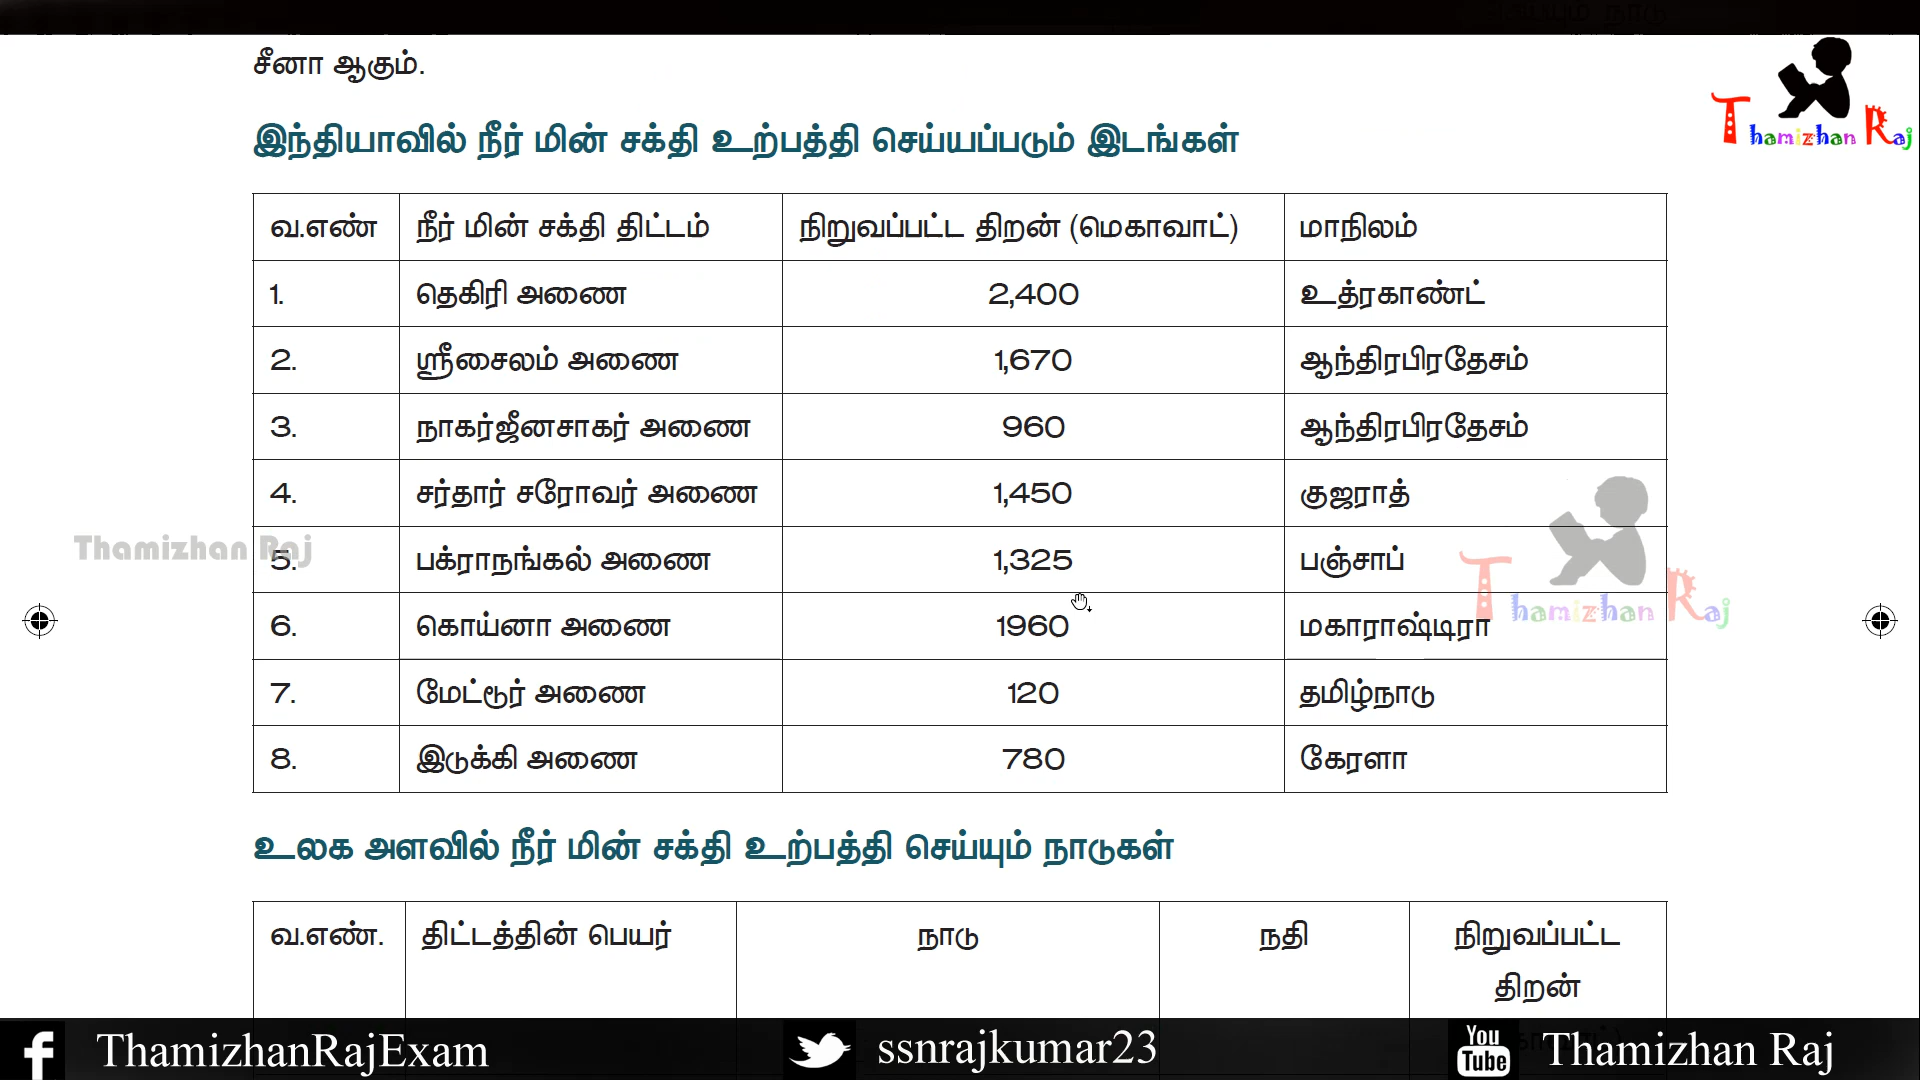 சீனா ஆகும்.
Thamizhan Raj
இந்தியாவில் நீர் மின் சக்தி உற்பத்தி செய்யப்படும் இடங்கள்
வ.எண் நீர் மின் சக்தி திட்டம் நிறுவப்பட்ட திறன் (மெகாவாட்) மாநிலம்
1. தெகிரி அணை 2,400 உத்ரகாண்ட்
2. ஸ்ரீசைலம் அணை 1,670 ஆந்திரபிரதேசம்
3. நாகர்ஜீனசாகர் அணை 960 ஆந்திரபிரதேசம்
4. சர்தார் சரோவர் அணை 1,450 குஜராத்
Thamizhan Raj
5. பக்ராநங்கல் அணை 1,325 பஞ்சாப்
Thamizhan Raj
6. கொய்னா அணை 1960 மகாராஷ்டிரா
7. மேட்டூர் அணை 120 தமிழ்நாடு
8. இடுக்கி அணை 780 கேரளா
உலக அளவில் நீர் மின் சக்தி உற்பத்தி செய்யும் நாடுகள்
வ.எண். திட்டத்தின் பெயர் நாடு நதி நிறுவப்பட்ட
திறன்
ThamizhanRajExam ssnrajkumar23 You Tube Thamizhan Raj